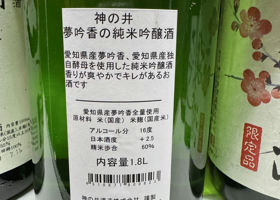 神の井
夢吟香の純米吟醸酒
愛知県産夢吟香、愛知県産独
自酵母を使用した純米吟醸酒
香りが爽やかでキレがあるお
酒です
愛知県産夢吟香全量使用
原材料 米(国産) 米麹(国産米)
アルコール分 16度
日本酒度 +2.5
精米歩合 60%
内容量1.8L
限定品